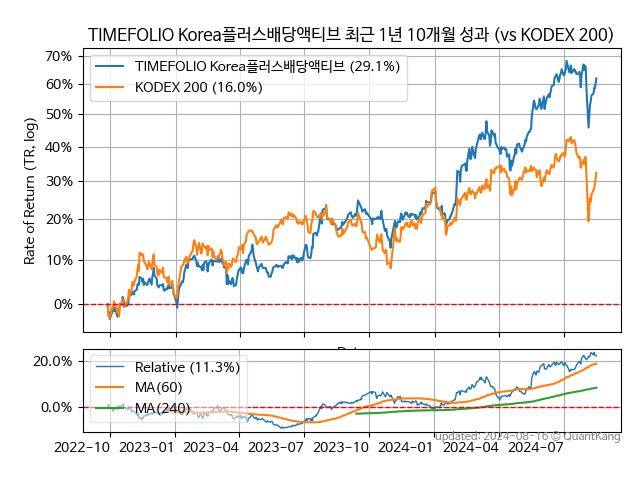 TIMEFOLIO Korea플러스배당액티브 최근 1년 10개월 성과 (vs KODEX 200)
Rate of Return (TR, log)
70%
60%
50%
40%
30%
20%
10%
0%
TIMEFOLIO Korea플러스배당액티브 (29.1%)
KODEX 200 (16.0%)
20.0%
0.0%
Relative (11.3%)
MA(60)
MA(240)
2022-10 2023-01 2023-04 2023-07 2023-10 2024-01 2024-04 2024-07
updated: 2024-08-16 © QuantKang